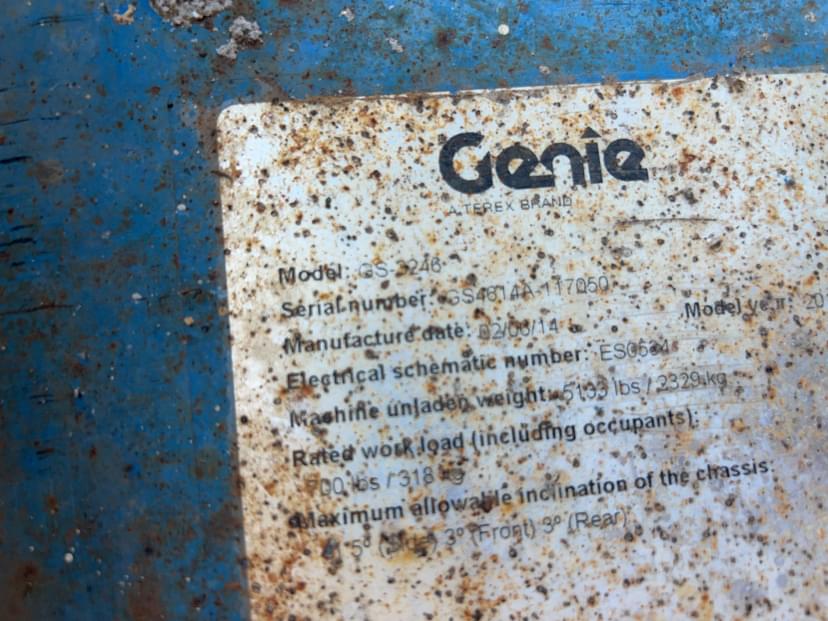 Genie
A TEREX BRAND
Model: GS-3246
Serial number: GS4614A-117050
Manufacture date: 02/06/14 Model year: 20
Electrical schematic number: ES0534
Machine unladen weight: 5133 lbs / 2329 kg
Rated work load (including occupants):
700 lbs / 318 kg
Maximum allowable inclination of the chassis:
5° (Side) 3° (Front) 3° (Rear)